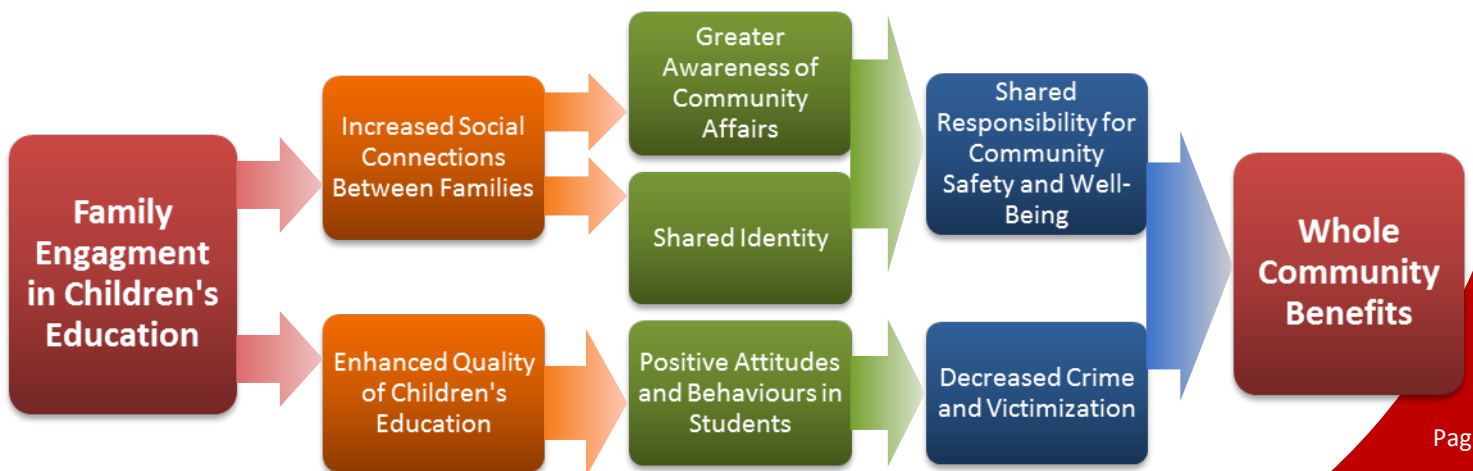 Family
Engagment
in Children's
Education
Increased Social
Connections
Between Families
Enhanced Quality
of Children's
Education
Greater
Awareness of
Community
Affairs
Shared Identity
Positive Attitudes
and Behaviours in
Students
Shared
Responsibility for
Community
Safety and Well-
Being
Decreased Crime
and Victimization
Whole
Community
Benefits
Pag